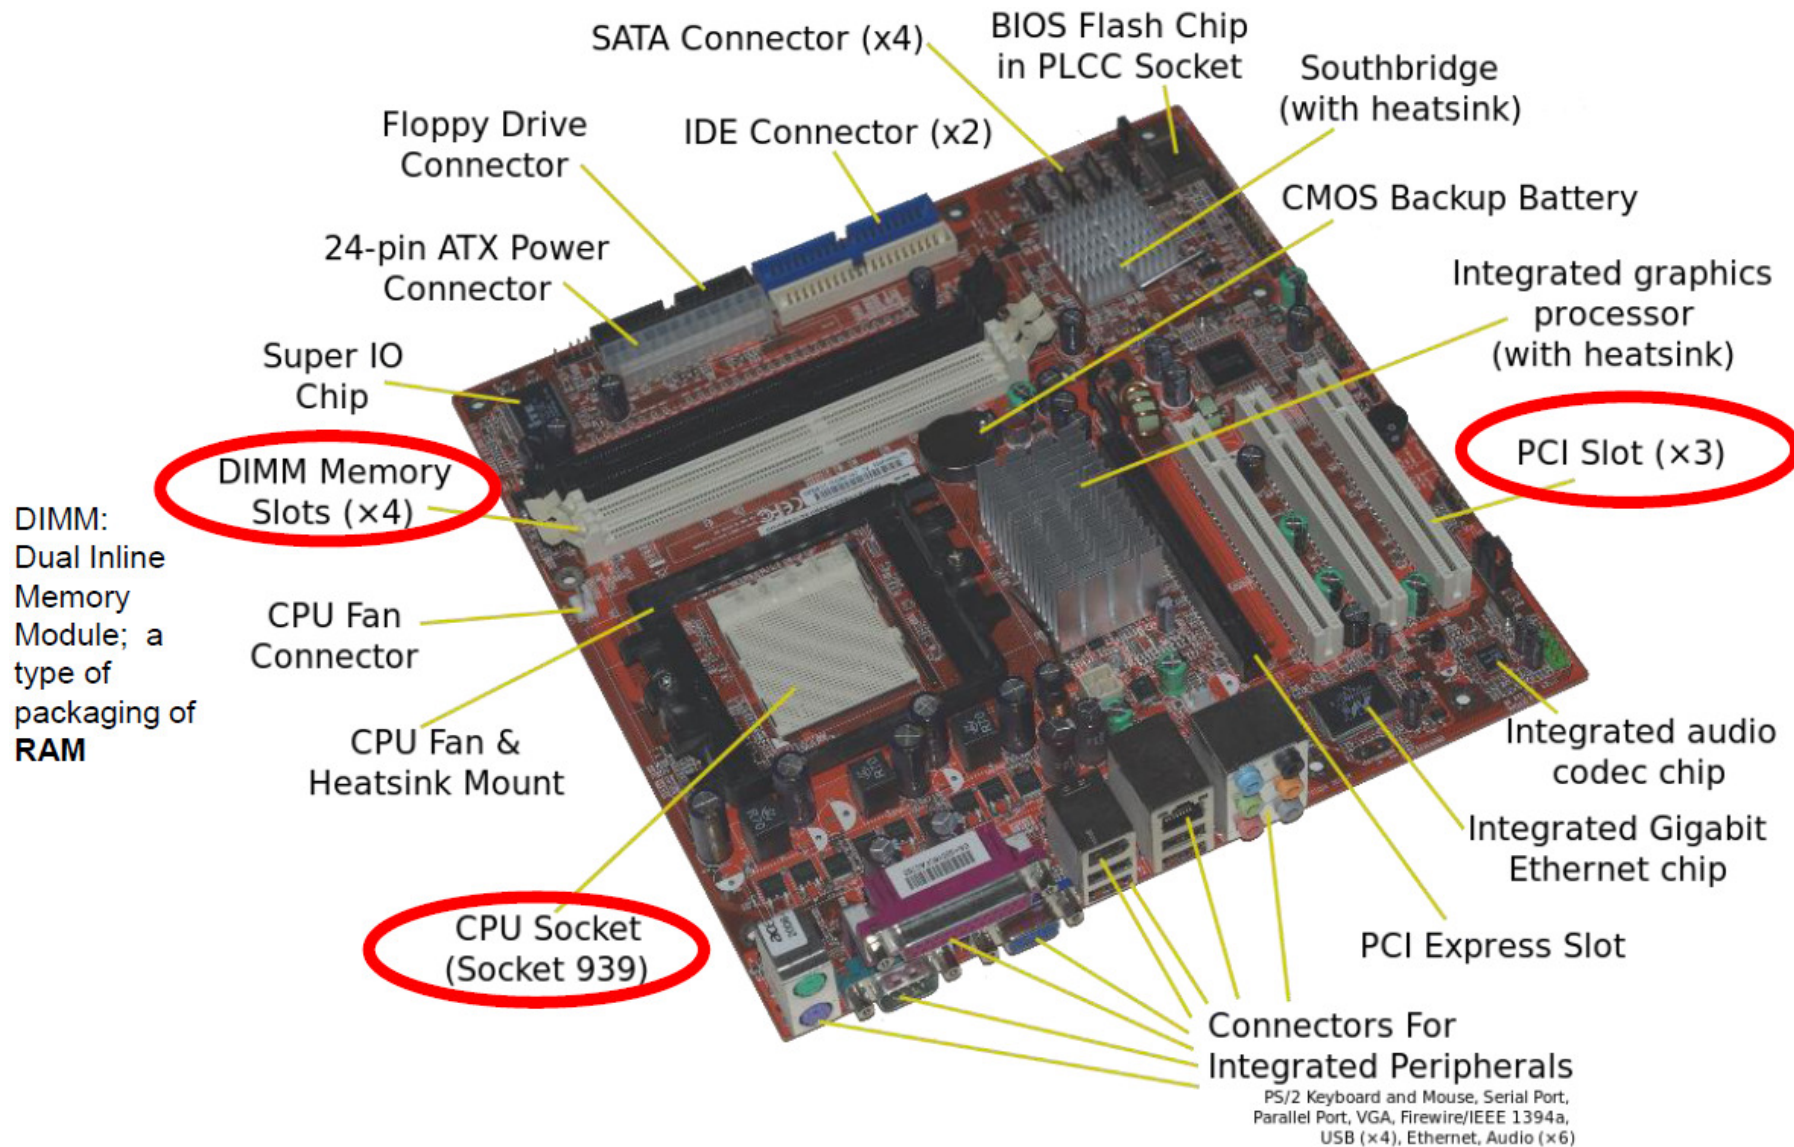 SATA Connector (x4)
BIOS Flash Chip
in PLCC Socket
Southbridge
(with heatsink)
Floppy Drive
Connector
IDE Connector (x2)
CMOS Backup Battery
24-pin ATX Power
Connector
Integrated graphics
processor
(with heatsink)
Super IO
Chip
DIMM Memory
Slots (×4)
PCI Slot (×3)
DIMM:
Dual Inline
Memory
Module; a
type of
packaging of
RAM
CPU Fan
Connector
CPU Fan &
Heatsink Mount
Integrated audio
codec chip
Integrated Gigabit
Ethernet chip
CPU Socket
(Socket 939)
PCI Express Slot
Connectors For
Integrated Peripherals
PS/2 Keyboard and Mouse, Serial Port,
Parallel Port, VGA, Firewire/IEEE 1394a,
USB (×4), Ethernet, Audio (×6)
acer
2006